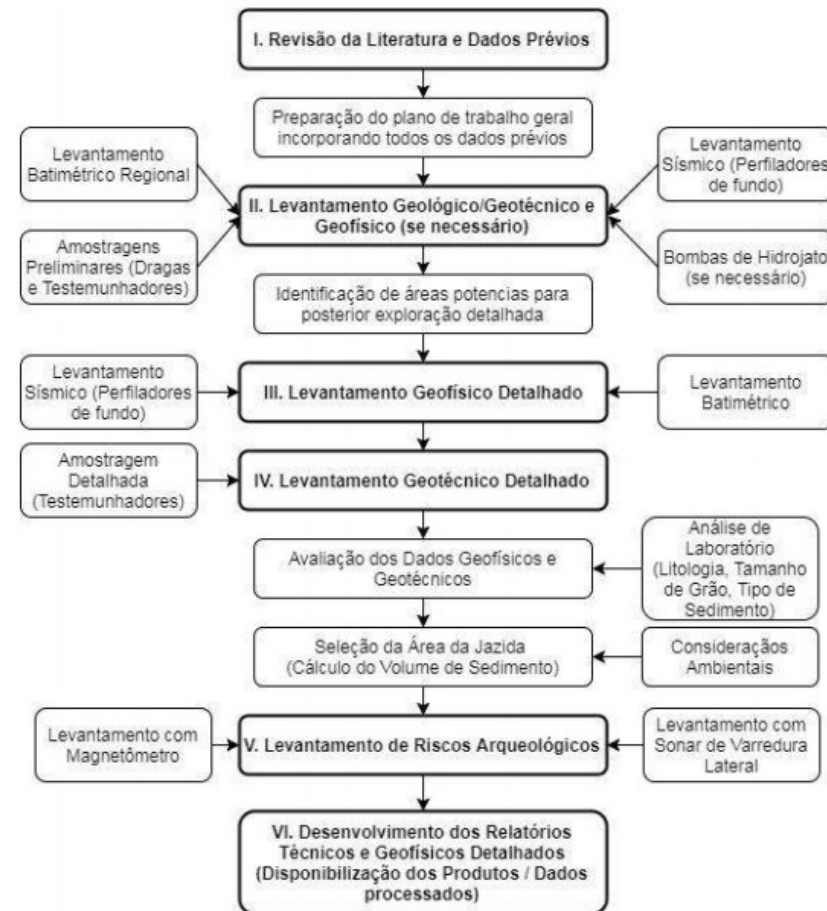 I. Revisão da Literatura e Dados Prévios
Preparação do plano de trabalho geral
incorporando todos os dados prévios
Levantamento
Batimétrico Regional
Levantamento
Sísmico (Perfiladores
de fundo)
II. Levantamento Geológico/Geotécnico e
Geofísico (se necessário)
Amostragens
Preliminares (Dragas
e Testemunhadores)
Bombas de Hidrojato
(se necessário)
Identificação de áreas potencias para
posterior exploração detalhada
Levantamento
Sísmico (Perfiladores
de fundo)
III. Levantamento Geofísico Detalhado
Levantamento
Batimétrico
Amostragem
Detalhada
(Testemunhadores)
IV. Levantamento Geotécnico Detalhado
Avaliação dos Dados Geofísicos e
Geotécnicos
Análise de
Laboratório
(Litologia, Tamanho
de Grão, Tipo de
Sedimento)
Seleção da Área da Jazida
(Cálculo do Volume de Sedimento)
Consideraçãos
Ambientais
Levantamento com
Magnetômetro
V. Levantamento de Riscos Arqueológicos
Levantamento com
Sonar de Varredura
Lateral
VI. Desenvolvimento dos Relatórios
Técnicos e Geofísicos Detalhados
(Disponibilização dos Produtos / Dados
processados)